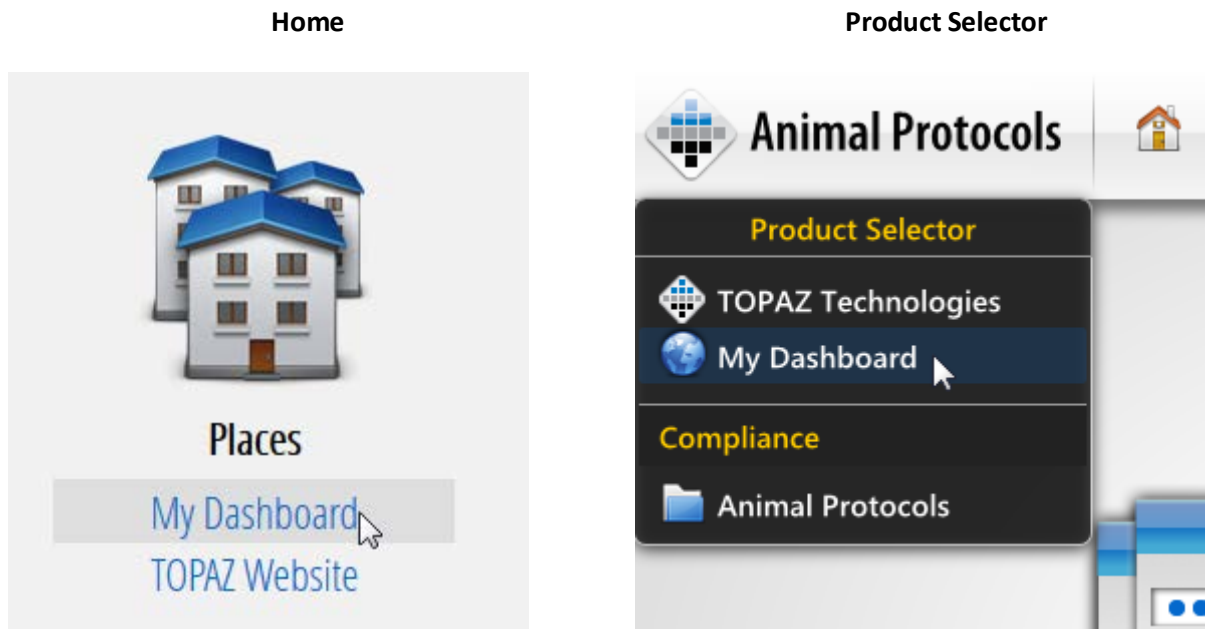 Home
Product Selector
Places
My Dashboard
TOPAZ Website
Animal Protocols
Product Selector
TOPAZ Technologies
My Dashboard
Compliance
Animal Protocols